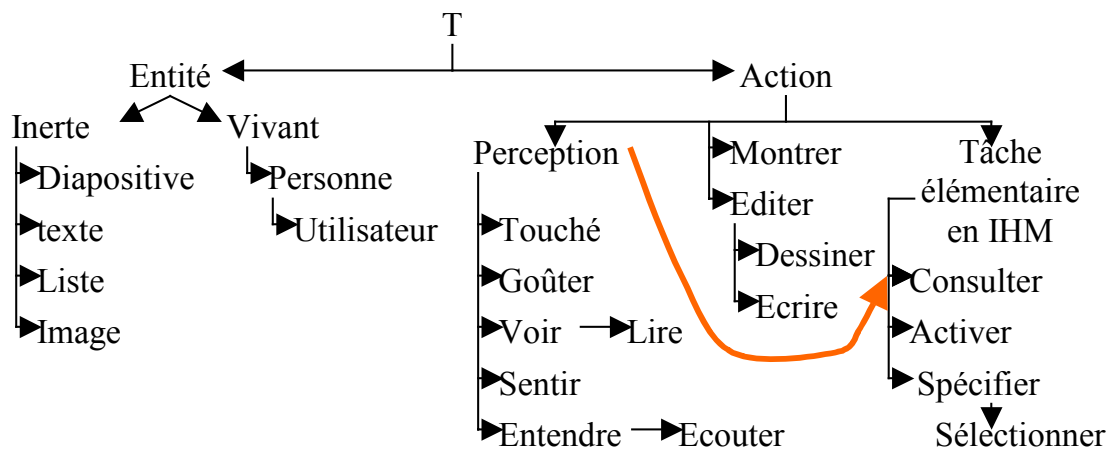 T
Entité
Action
Inerte
Vivant
Diapositive
texte
Liste
Image
Personne
Utilisateur
Perception
Touché
Goûter
Voir
Lire
Sentir
Entendre
Ecouter
Montrer
Editer
Dessiner
Ecrire
Tâche
élémentaire
en IHM
Consulter
Activer
Spécifier
Sélectionner